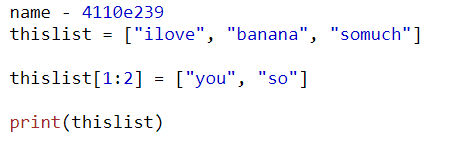 name - 4110e239
thislist = ["ilove", "banana", "somuch"]
thislist[1:2] = ["you", "so"]
print(thislist)